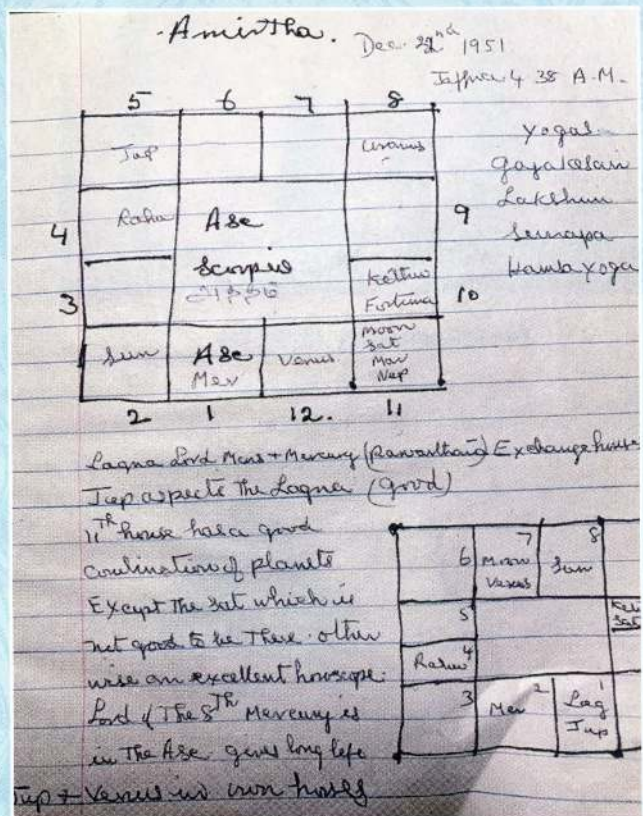 Amirtha.
Dec 22nd 1951
Jaffna 4 38 A.M.
5 6 7 8
Jup
Uranus
4
Rahu
Asc
Scorpio
9
3
Kethu
Fortuna
10
Sun
Asc
Mer
Venus
Moon
Sat
Mar
Nep
2 1 12. 11
Yogas
Gajakesari
Lakshmi
Sunapa
Hamsa Yoga
Lagna Lord Mars + Mercury Exchange house
Jup aspects the Lagna (good)
11th house has a good
combination of planets
Except the Sat which is
not good to be there. other
wise an excellent horoscope.
Lord of The 8th Mercury is
in The Asc gives long life
Jup + Venus in own houses
6
7
Moon
Venus
8
Sun
5
Ket
Sat
Rahu 4
3
Mer 2
Lag 1
Jup